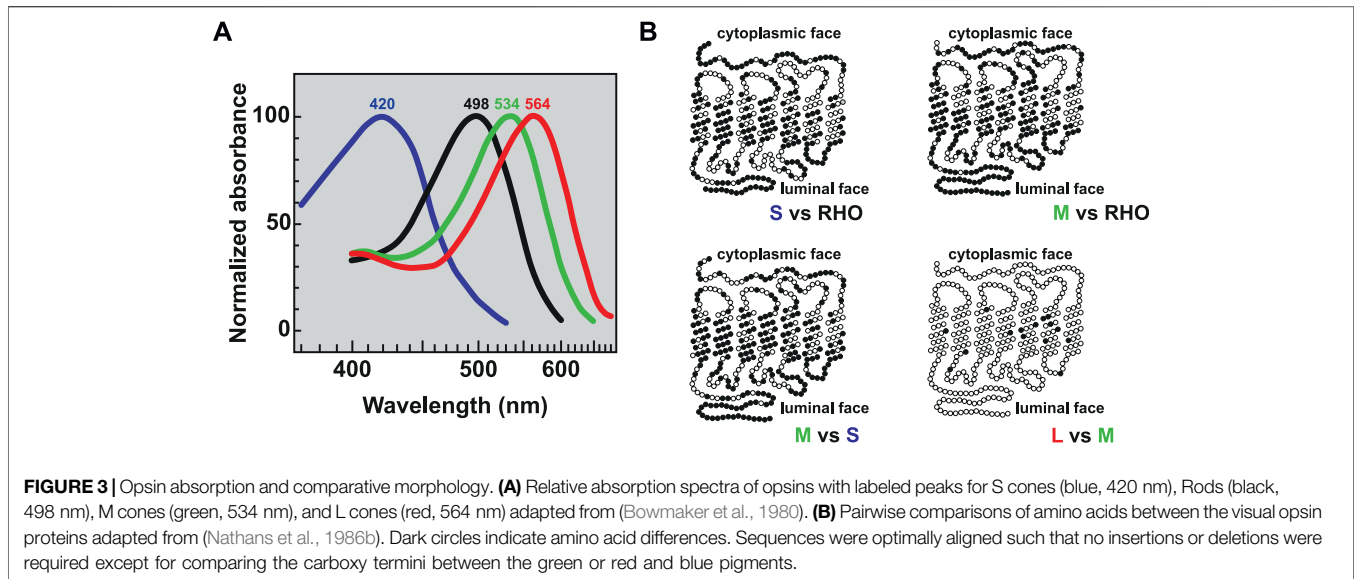 A
420
498
534
564
100
50
0
Normalized absorbance
400
500
600
Wavelength (nm)
B
cytoplasmic face
luminal face
S vs RHO
cytoplasmic face
luminal face
M vs RHO
cytoplasmic face
luminal face
M vs S
cytoplasmic face
luminal face
L vs M
FIGURE 3 | Opsin absorption and comparative morphology. (A) Relative absorption spectra of opsins with labeled peaks for S cones (blue, 420 nm), Rods (black,
498 nm), M cones (green, 534 nm), and L cones (red, 564 nm) adapted from (Bowmaker et al., 1980). (B) Pairwise comparisons of amino acids between the visual opsin
proteins adapted from (Nathans et al., 1986b). Dark circles indicate amino acid differences. Sequences were optimally aligned such that no insertions or deletions were
required except for comparing the carboxy termini between the green or red and blue pigments.